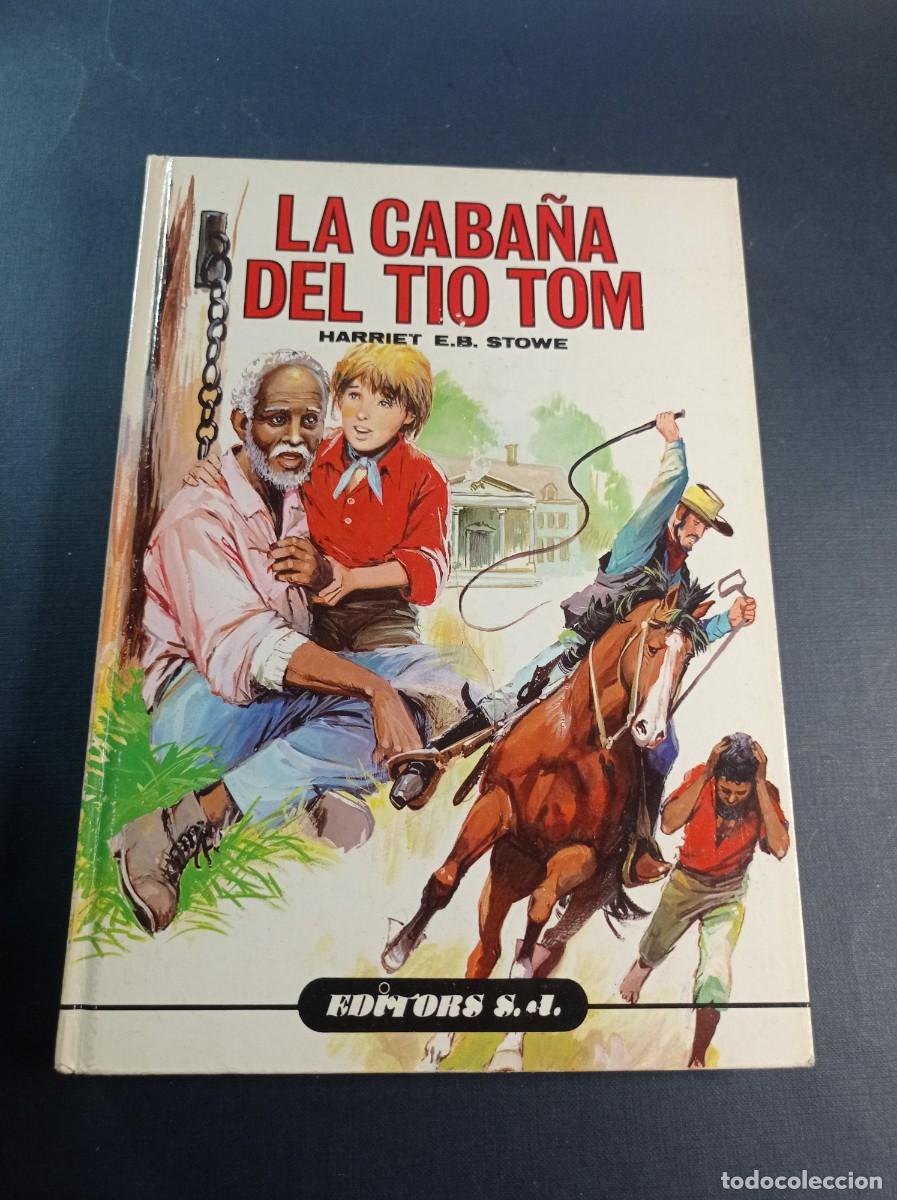 LA CABAÑA
DEL TIO TOM
HARRIET E.B. STOWE
EDITORS S.A.
todocoleccion